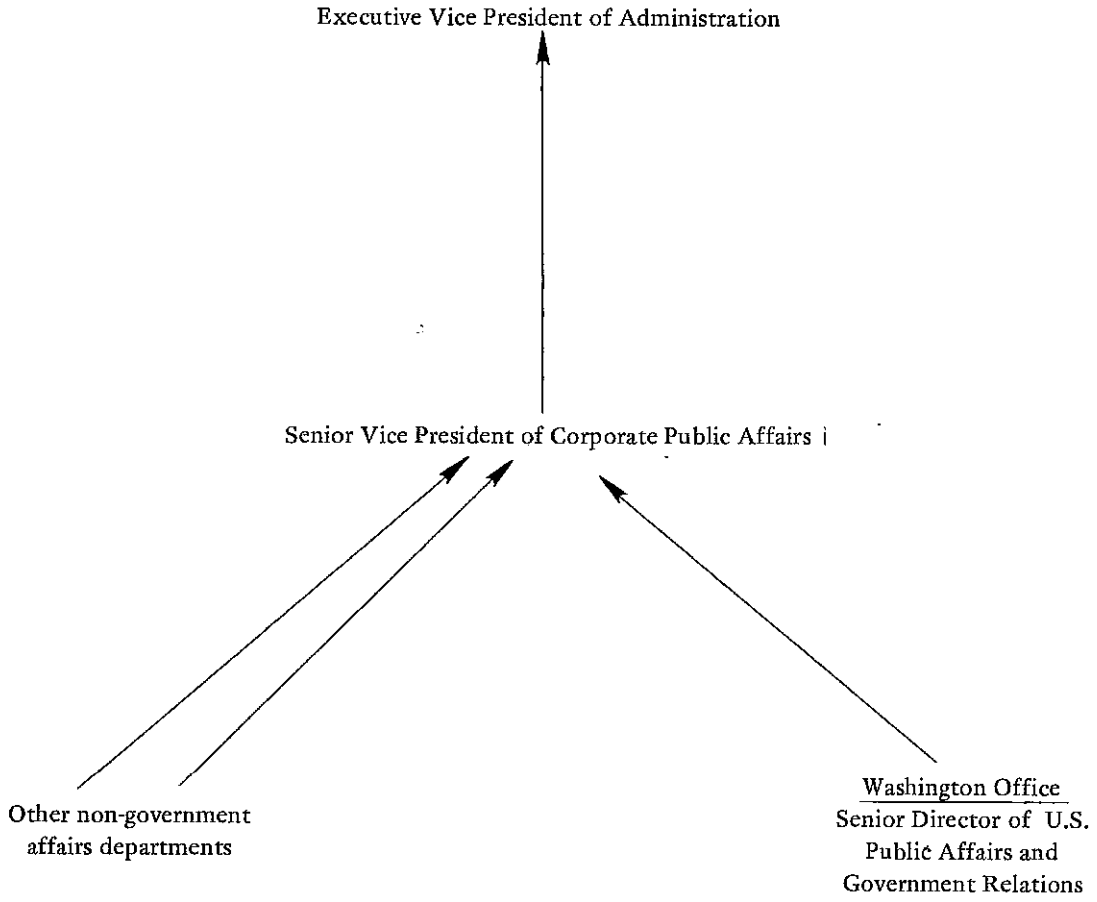 Executive Vice President of Administration
Senior Vice President of Corporate Public Affairs
Other non-government
affairs departments
Washington Office
Senior Director of U.S.
Public Affairs and
Government Relations